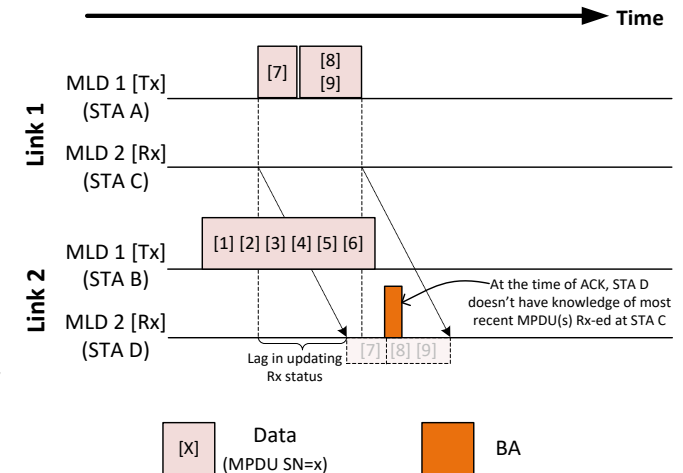 Time
[7]
[8]
[9]
Link 1
MLD 1 [Tx]
(STA A)
MLD 2 [Rx]
(STA C)
Link 2
MLD 1 [Tx]
(STA B)
[1] [2] [3] [4] [5] [6]
MLD 2 [Rx]
(STA D)
At the time of ACK, STA D
doesn't have knowledge of most
recent MPDU(s) Rx-ed at STA C
Lag in updating
Rx status
[7] [8] [9]
[X]
Data
(MPDU SN=x)
BA